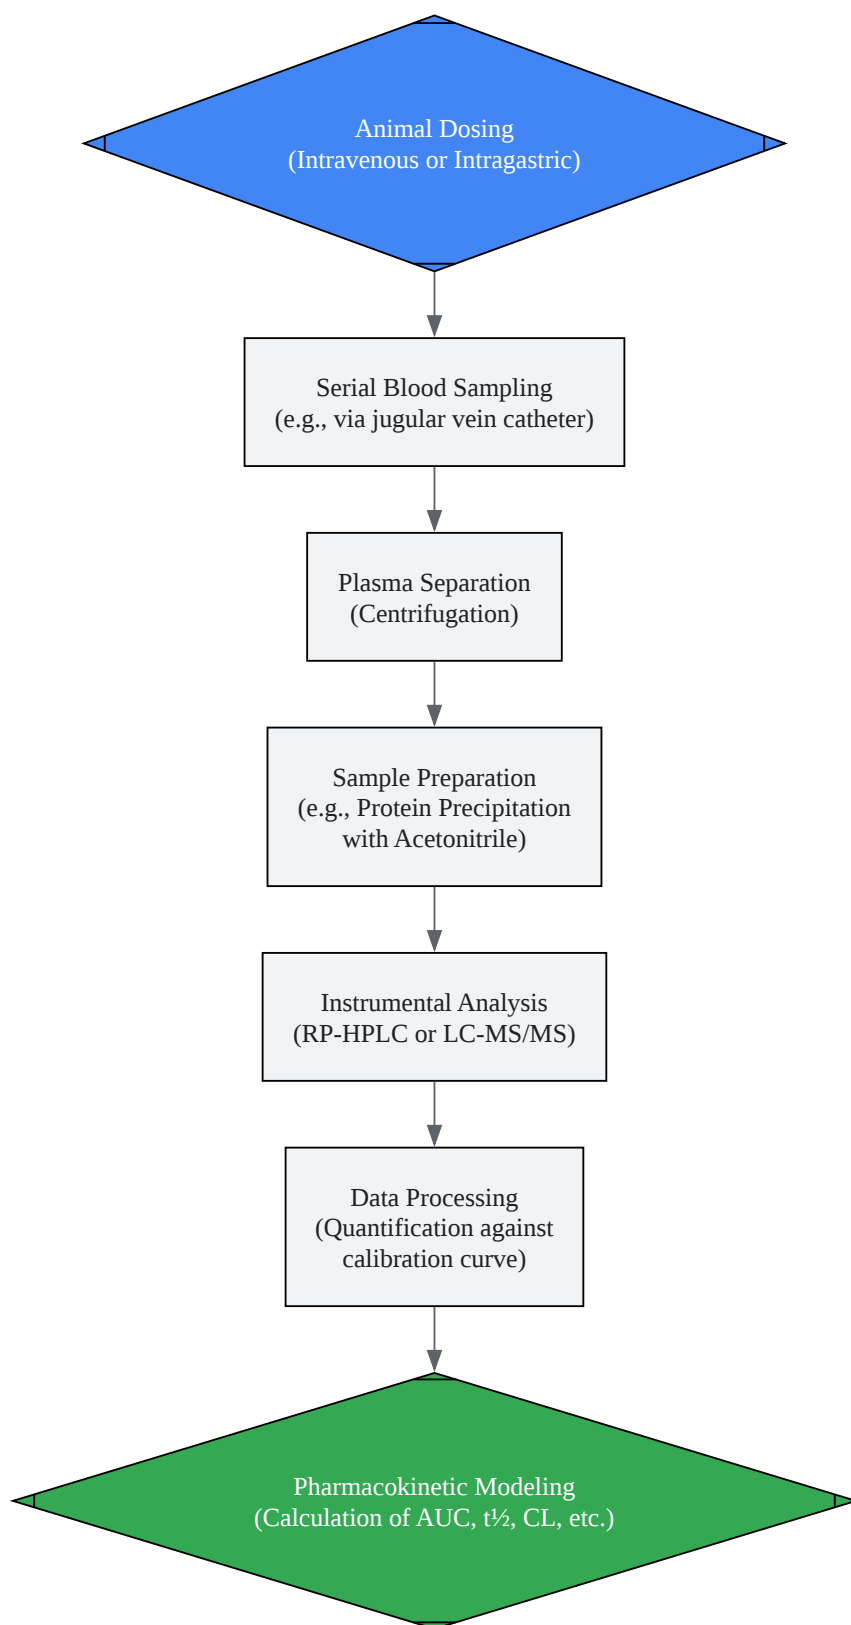 Animal Dosing
(Intravenous or Intragastric)
Serial Blood Sampling
(e.g., via jugular vein catheter)
Plasma Separation
(Centrifugation)
Sample Preparation
(e.g., Protein Precipitation
with Acetonitrile)
Instrumental Analysis
(RP-HPLC or LC-MS/MS)
Data Processing
(Quantification against
calibration curve)
Pharmacokinetic Modeling
(Calculation of AUC, t½, CL, etc.)